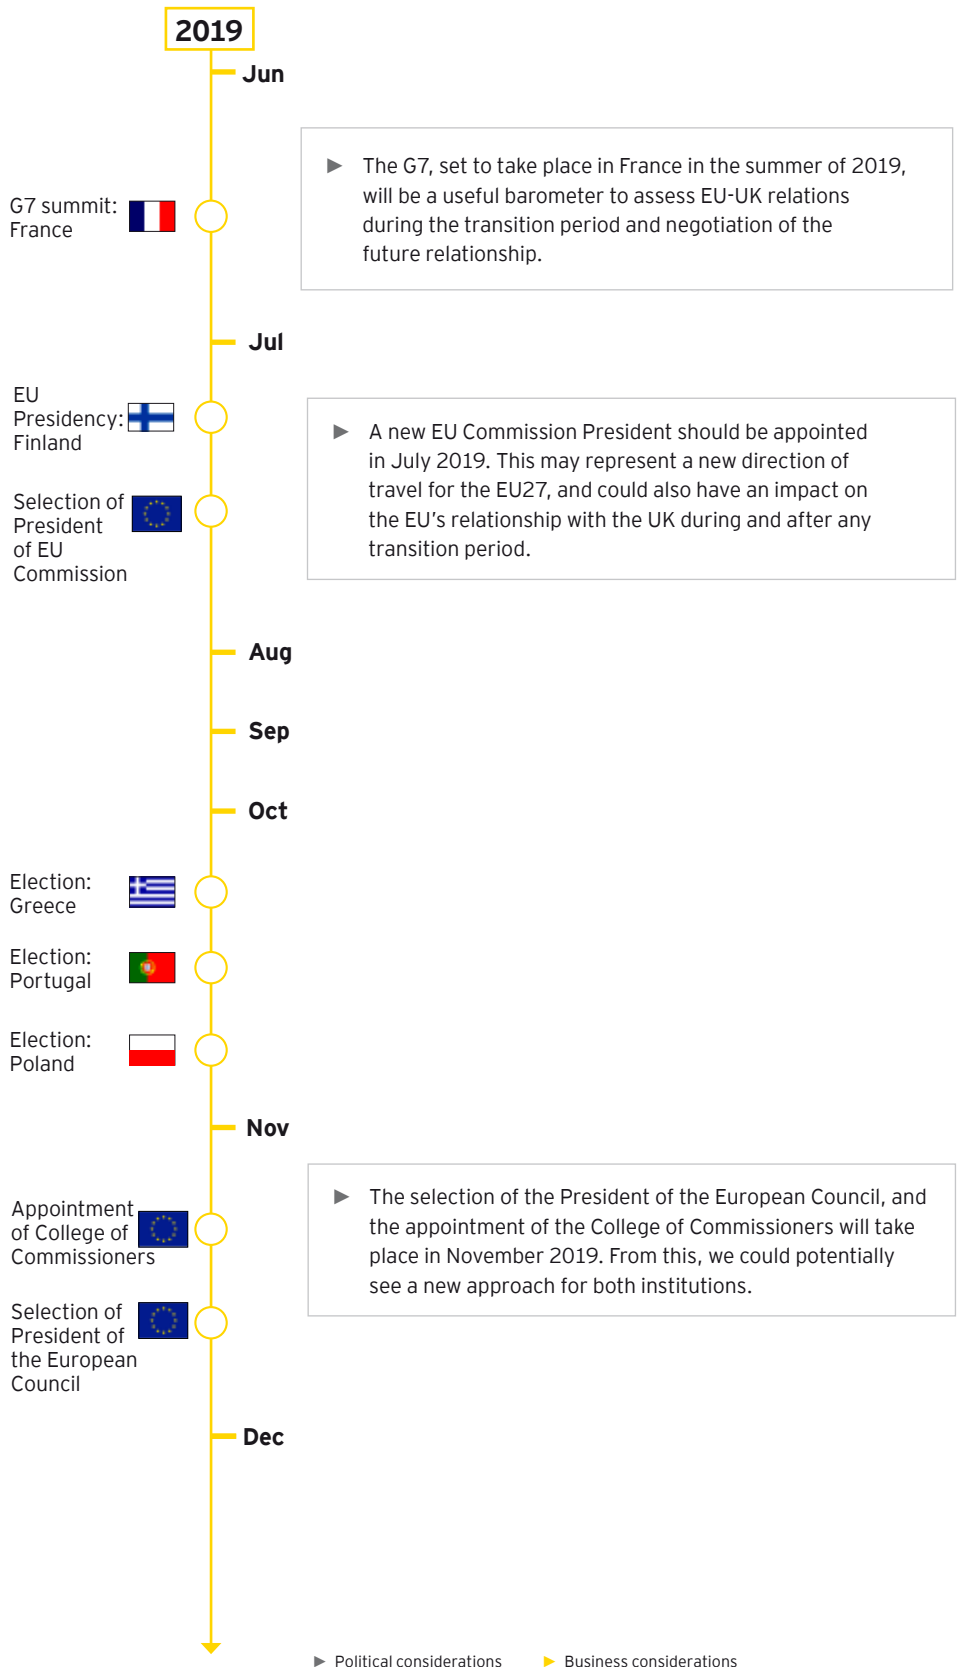 2019
Jun
G7 summit:
France
► The G7, set to take place in France in the summer of 2019,
will be a useful barometer to assess EU-UK relations
during the transition period and negotiation of the
future relationship.
Jul
EU
Presidency:
Finland
Selection of
President
of EU
Commission
► A new EU Commission President should be appointed
in July 2019. This may represent a new direction of
travel for the EU27, and could also have an impact on
the EU’s relationship with the UK during and after any
transition period.
Aug
Sep
Oct
Election:
Greece
Election:
Portugal
Election:
Poland
Nov
Appointment
of College of
Commissioners
Selection of
President of
the European
Council
► The selection of the President of the European Council, and
the appointment of the College of Commissioners will take
place in November 2019. From this, we could potentially
see a new approach for both institutions.
Dec
► Political considerations ► Business considerations